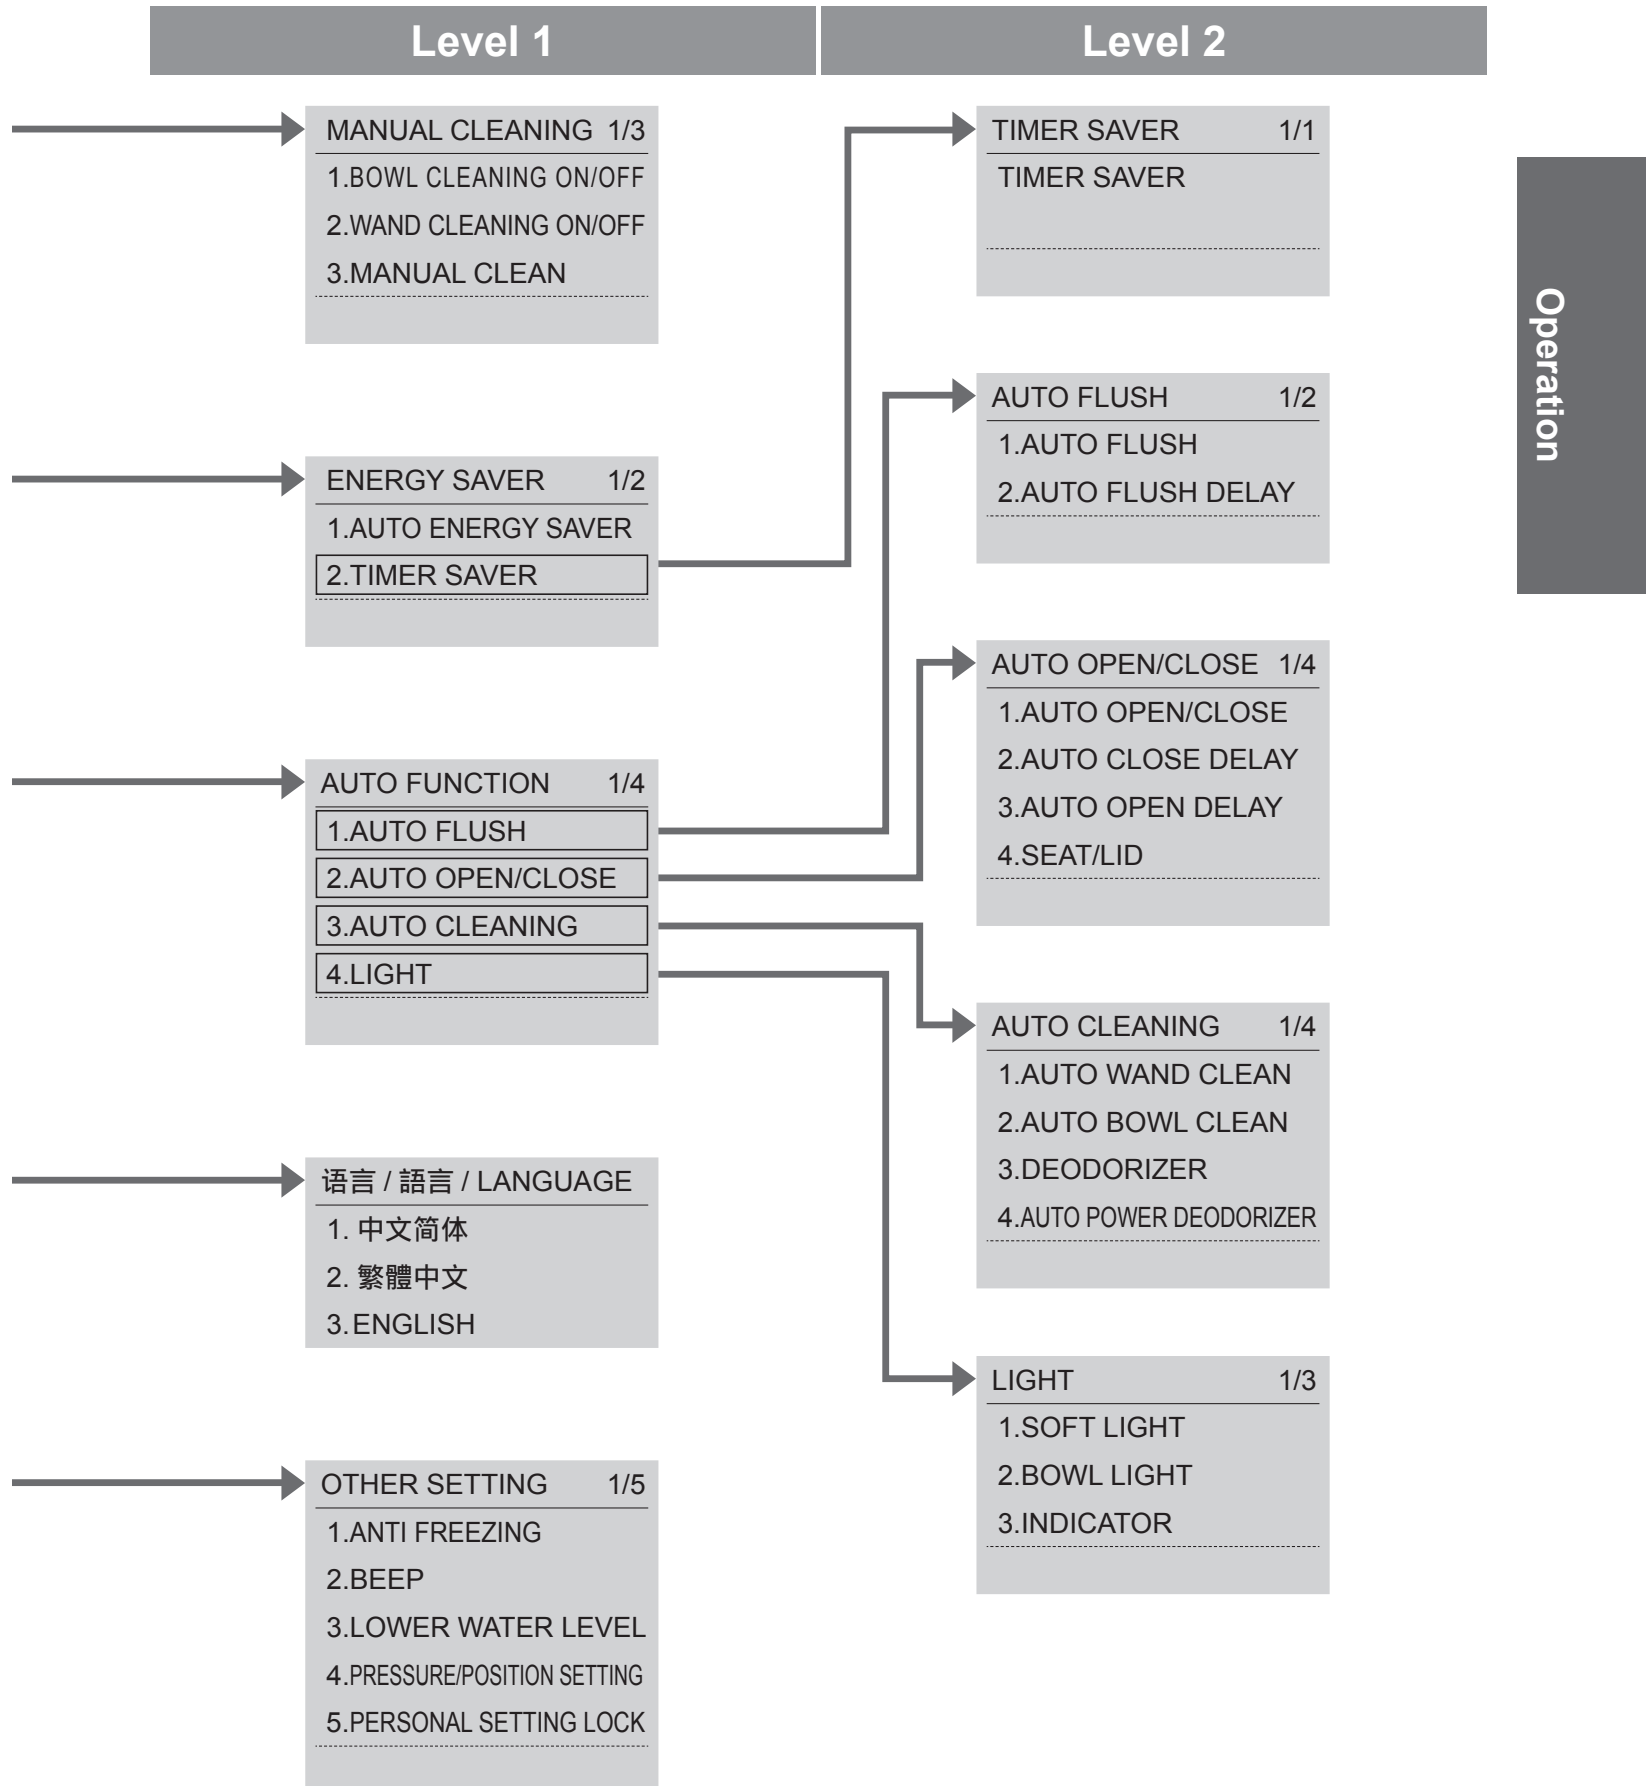 Level 1
Level 2
MANUAL CLEANING 1/3
1.BOWL CLEANING ON/OFF
2.WAND CLEANING ON/OFF
3.MANUAL CLEAN
ENERGY SAVER 1/2
1.AUTO ENERGY SAVER
2.TIMER SAVER
AUTO FUNCTION 1/4
1.AUTO FLUSH
2.AUTO OPEN/CLOSE
3.AUTO CLEANING
4.LIGHT
语言 / 語言 / LANGUAGE
1. 中文简体
2. 繁體中文
3.ENGLISH
OTHER SETTING 1/5
1.ANTI FREEZING
2.BEEP
3.LOWER WATER LEVEL
4.PRESSURE/POSITION SETTING
5.PERSONAL SETTING LOCK
TIMER SAVER 1/1
TIMER SAVER
AUTO FLUSH 1/2
1.AUTO FLUSH
2.AUTO FLUSH DELAY
AUTO OPEN/CLOSE 1/4
1.AUTO OPEN/CLOSE
2.AUTO CLOSE DELAY
3.AUTO OPEN DELAY
4.SEAT/LID
AUTO CLEANING 1/4
1.AUTO WAND CLEAN
2.AUTO BOWL CLEAN
3.DEODORIZER
4.AUTO POWER DEODORIZER
LIGHT 1/3
1.SOFT LIGHT
2.BOWL LIGHT
3.INDICATOR
Operation